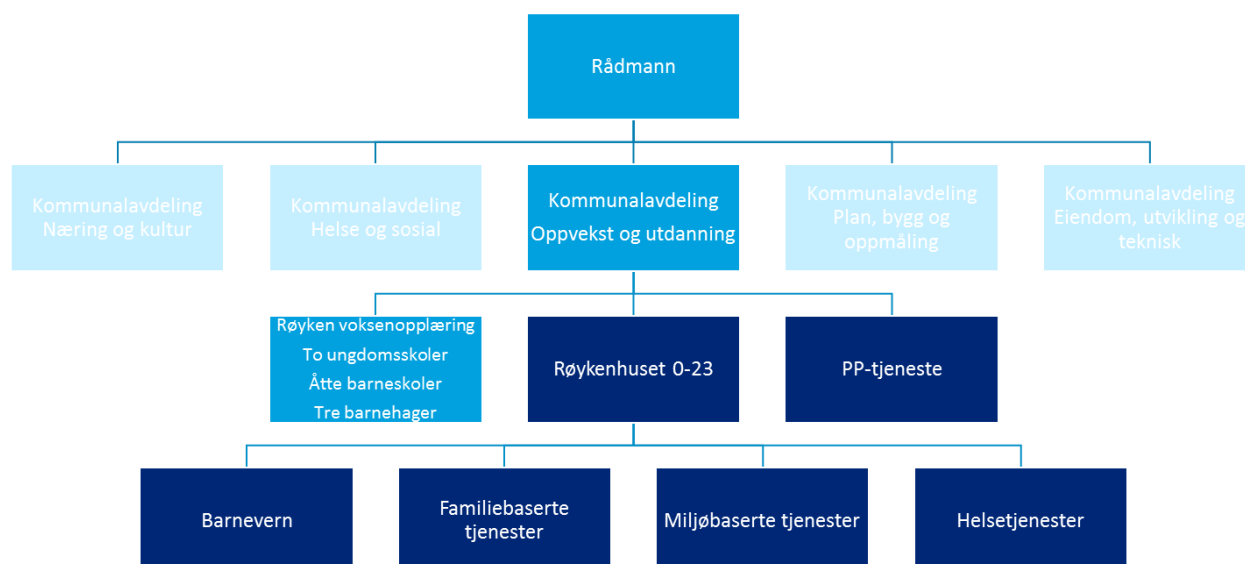 Rådmann
Kommunalavdeling
Næring og kultur
Kommunalavdeling
Helse og sosial
Kommunalavdeling
Oppvekst og utdanning
Kommunalavdeling
Plan, bygg og
oppmåling
Kommunalavdeling
Eiendom, utvikling og
teknisk
Røyken voksenopplæring
To ungdomsskoler
Åtte barneskoler
Tre barnehager
Røykenhuset 0-23
PP-tjeneste
Barnevern
Familiebaserte
tjenester
Miljøbaserte tjenester
Helsetjenester